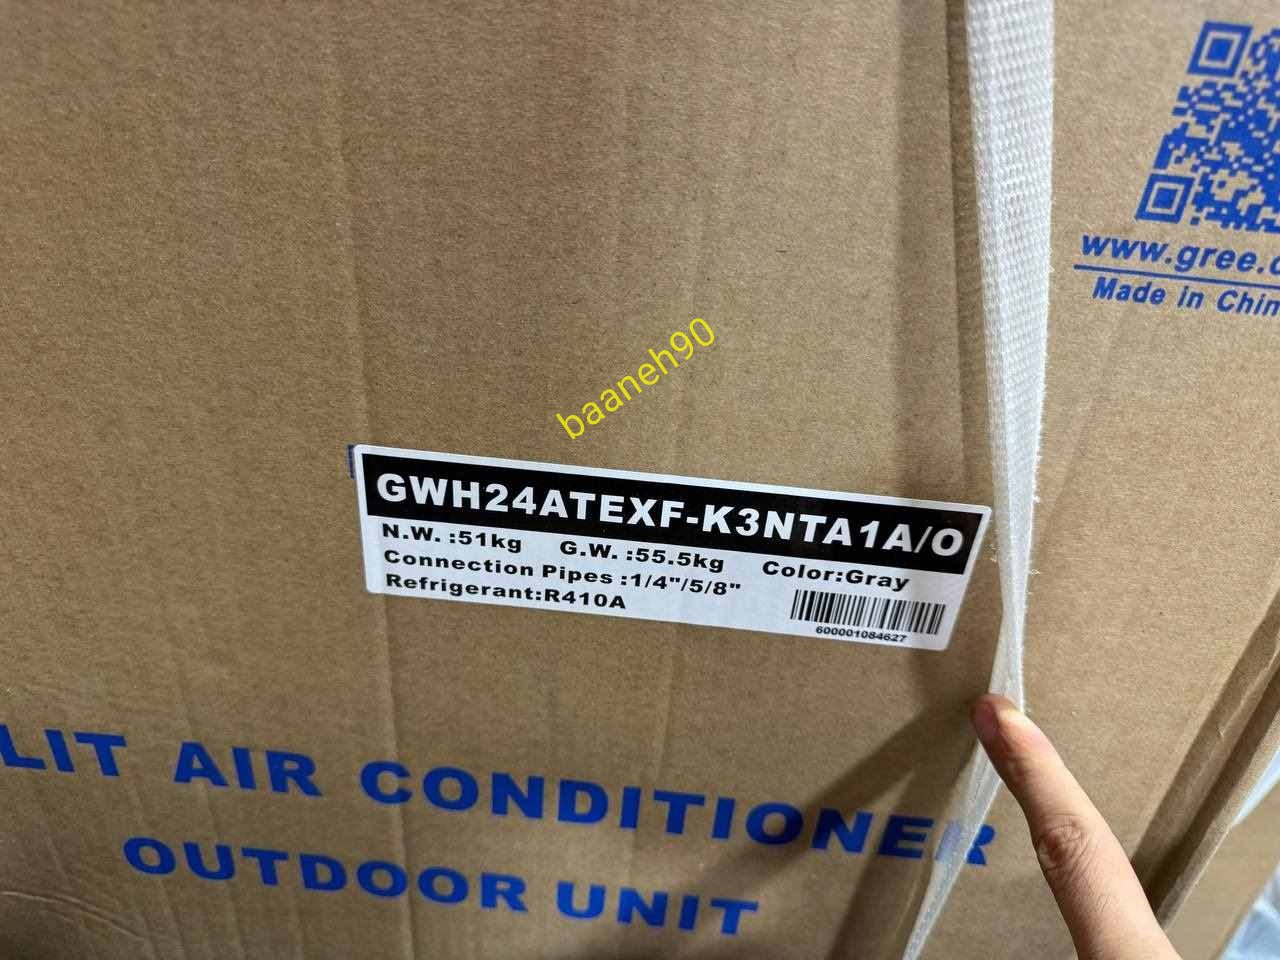 www.gree.c
Made in Chin
baaneh90
GWH24ATEXF-K3NTA1A/O
N.W. :51kg G.W. :55.5kg Color:Gray
Connection Pipes :1/4"/5/8"
Refrigerant:R410A
600001084627
LIT AIR CONDITIONER
OUTDOOR UNIT